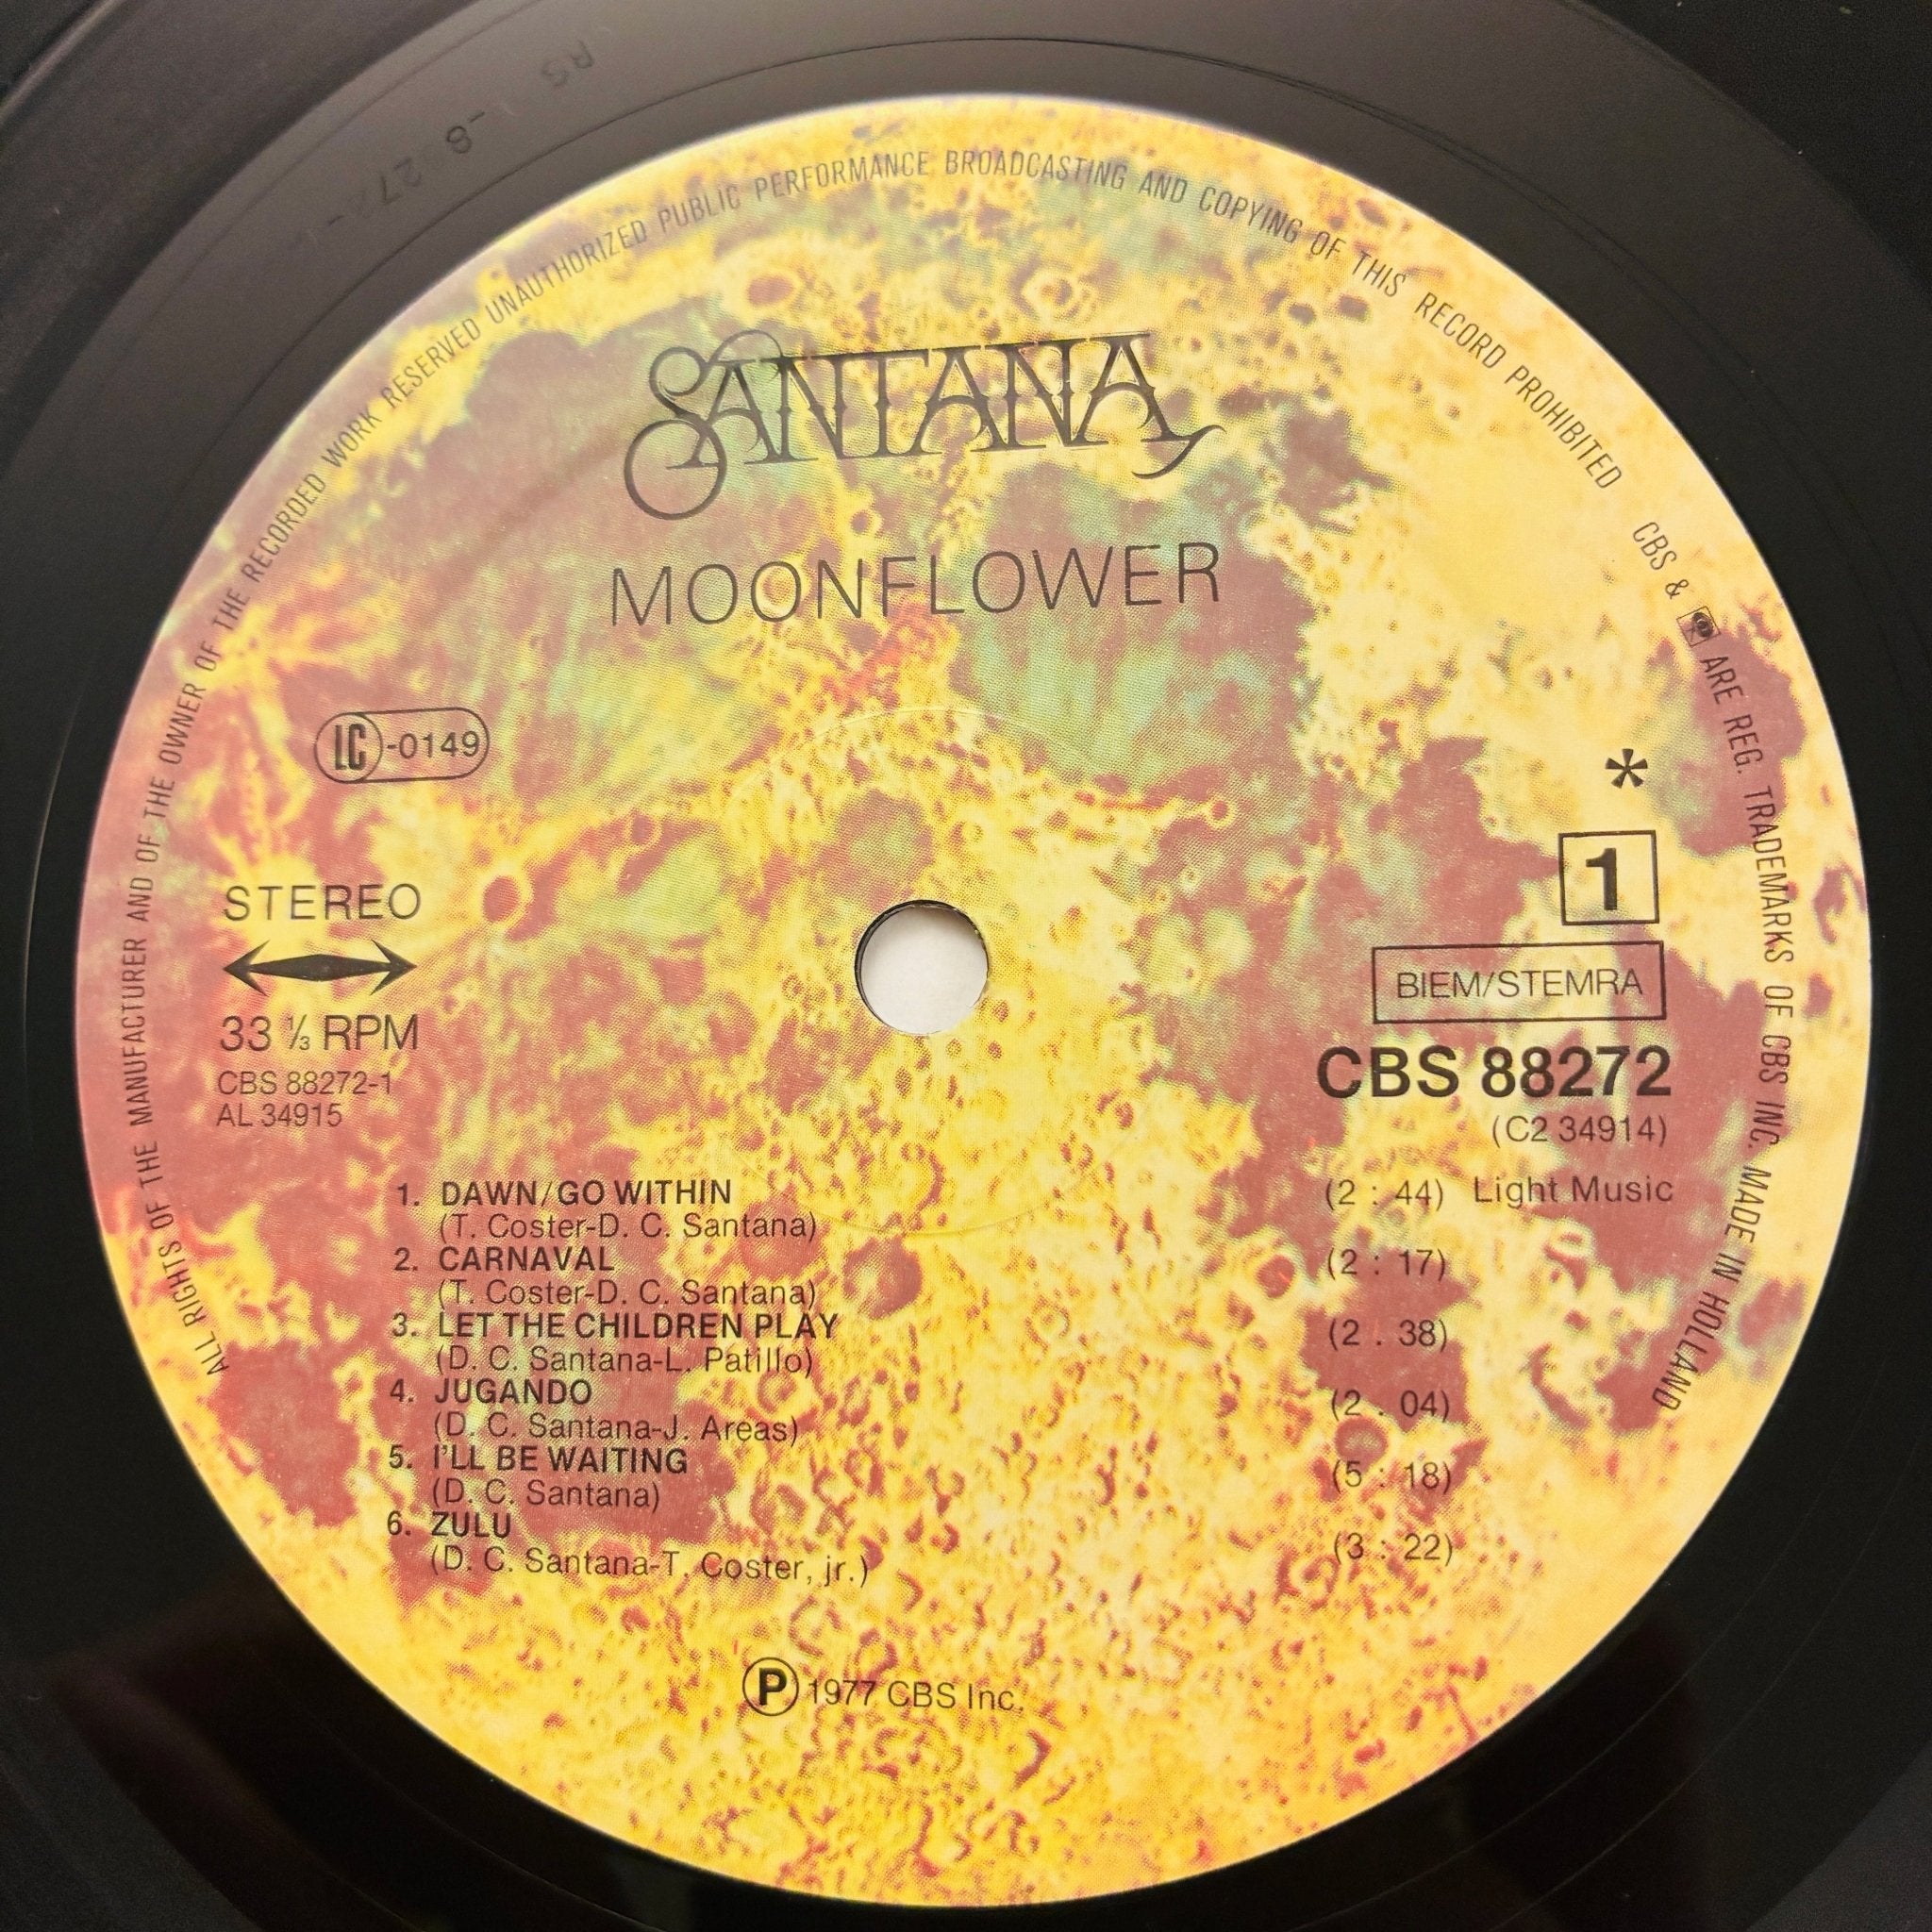 ALL RIGHTS OF THE MANUFACTURER AND OF THE OWNER OF THE RECORDED WORK RESERVED UNAUTHORIZED PUBLIC PERFORMANCE BROADCASTING AND COPYING OF THIS RECORD PROHIBITED CBS & ARE REG. TRADEMARKS OF CBS INC. MADE IN HOLLAND
SANTANA
MOONFLOWER
LC-0149
*
1
STEREO
BIEM/STEMRA
33 ⅓ RPM
CBS 88272-1
AL 34915
CBS 88272
(C2 34914)
1. DAWN/GO WITHIN (2 : 44) Light Music
(T. Coster-D. C. Santana)
2. CARNAVAL (2 : 17)
(T. Coster-D. C. Santana)
3. LET THE CHILDREN PLAY (2 . 38)
(D. C. Santana-L. Patillo)
4. JUGANDO (2 . 04)
(D. C. Santana-J. Areas)
5. I'LL BE WAITING (5 : 18)
(D. C. Santana)
6. ZULU (3 : 22)
(D. C. Santana-T. Coster, jr.)
Ⓟ 1977 CBS Inc.